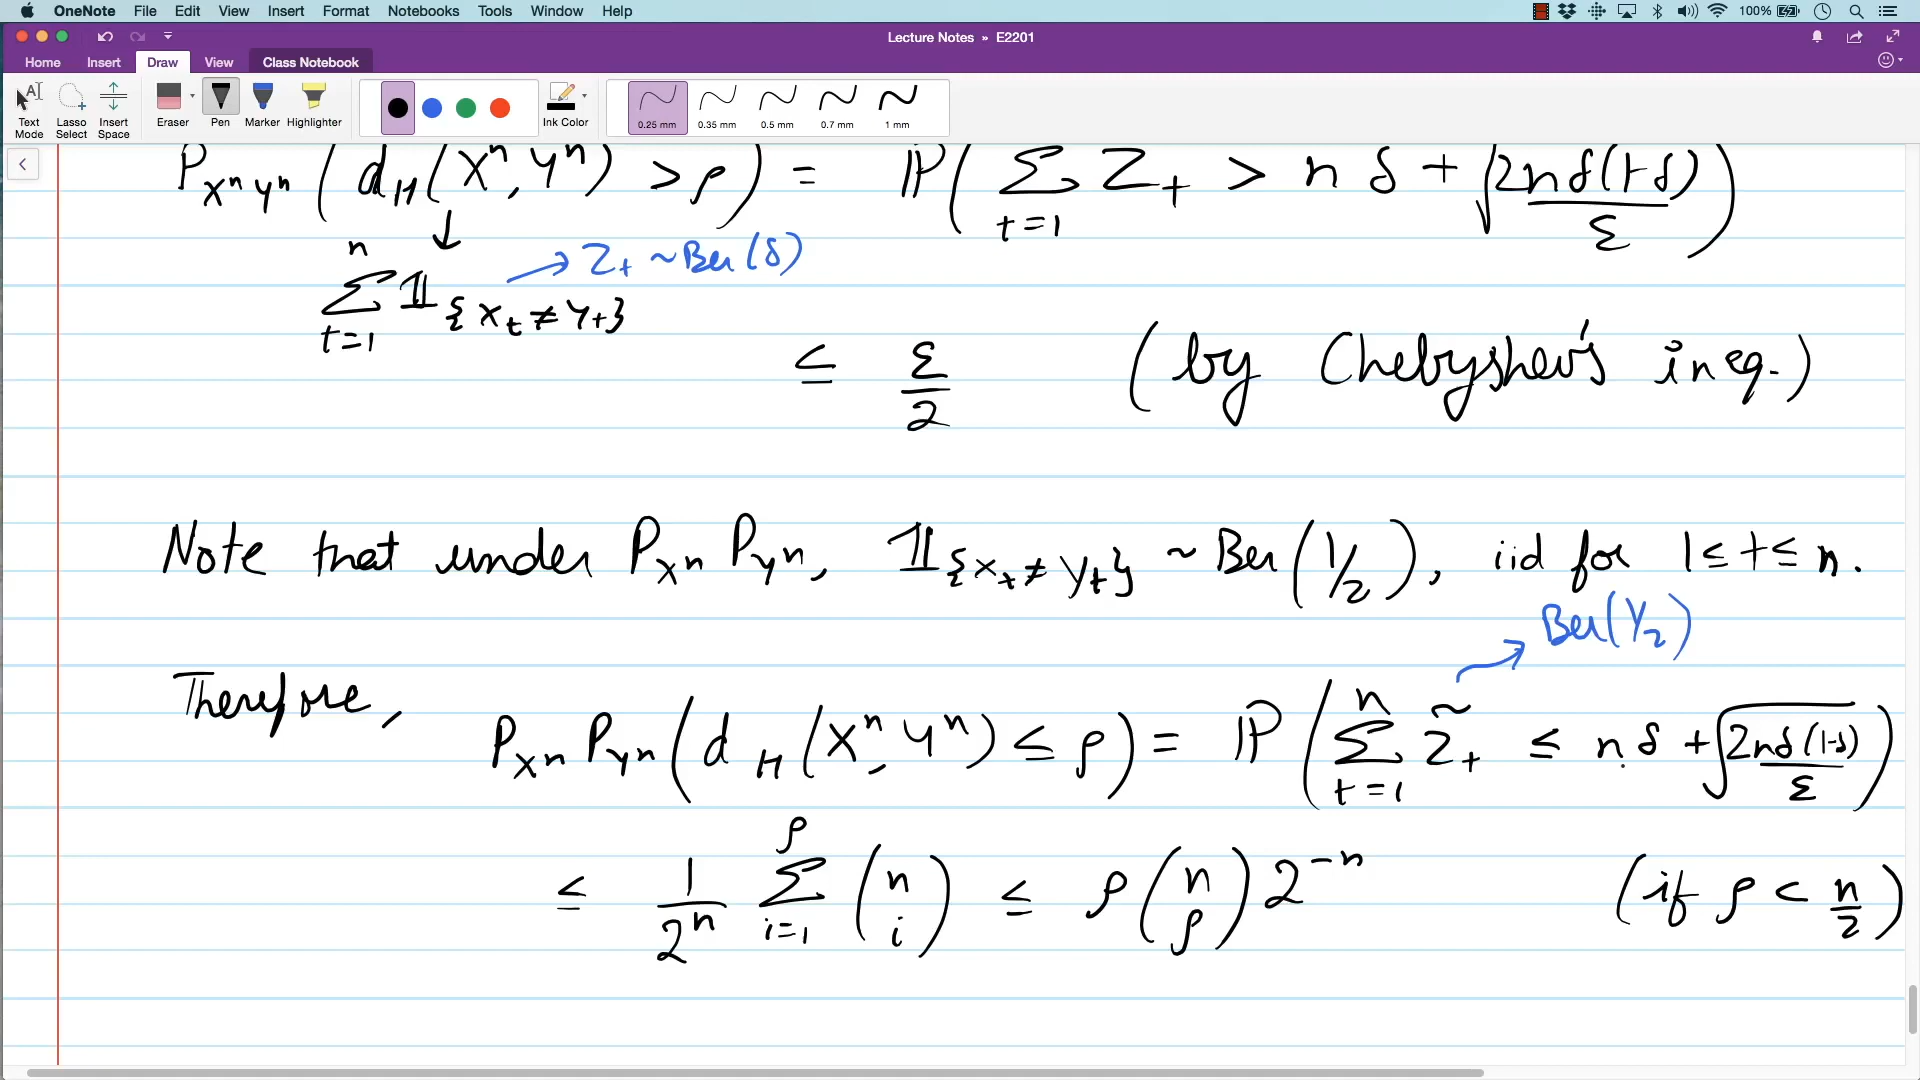 OneNote File Edit View Insert Format Notebooks Tools Window Help 100%
Lecture Notes » E2201
Home Insert Draw View Class Notebook
Text Mode Lasso Select Insert Space Eraser Pen Marker Highlighter Ink Color 0.25 mm 0.35 mm 0.5 mm 0.7 mm 1 mm
P_{X^n Y^n} ( d_H(X^n, Y^n) > ρ ) = ℙ( Σ_{t=1} Z_t > n δ + √(2nδ(1-δ)/ε) )
↓
Σ_{t=1}^{n} 𝟙_{\{X_t ≠ Y_t\}} → Z_t ~ Ber(δ)
≤ ε/2 (by Chebyshev's ineq.)
Note that under P_{X^n} P_{Y^n}, 𝟙_{\{X_t ≠ Y_t\}} ~ Ber(1/2), iid for 1 ≤ t ≤ n.
→ Ber(1/2)
Therefore,
P_{X^n} P_{Y^n} ( d_H(X^n, Y^n) ≤ ρ ) = ℙ( Σ_{t=1}^{n} Z̃_t ≤ nδ + √(2nδ(1-δ)/ε) )
≤ 1/2^n Σ_{i=1}^{ρ} (n i) ≤ ρ (n ρ) 2^{-n} (if ρ < n/2)